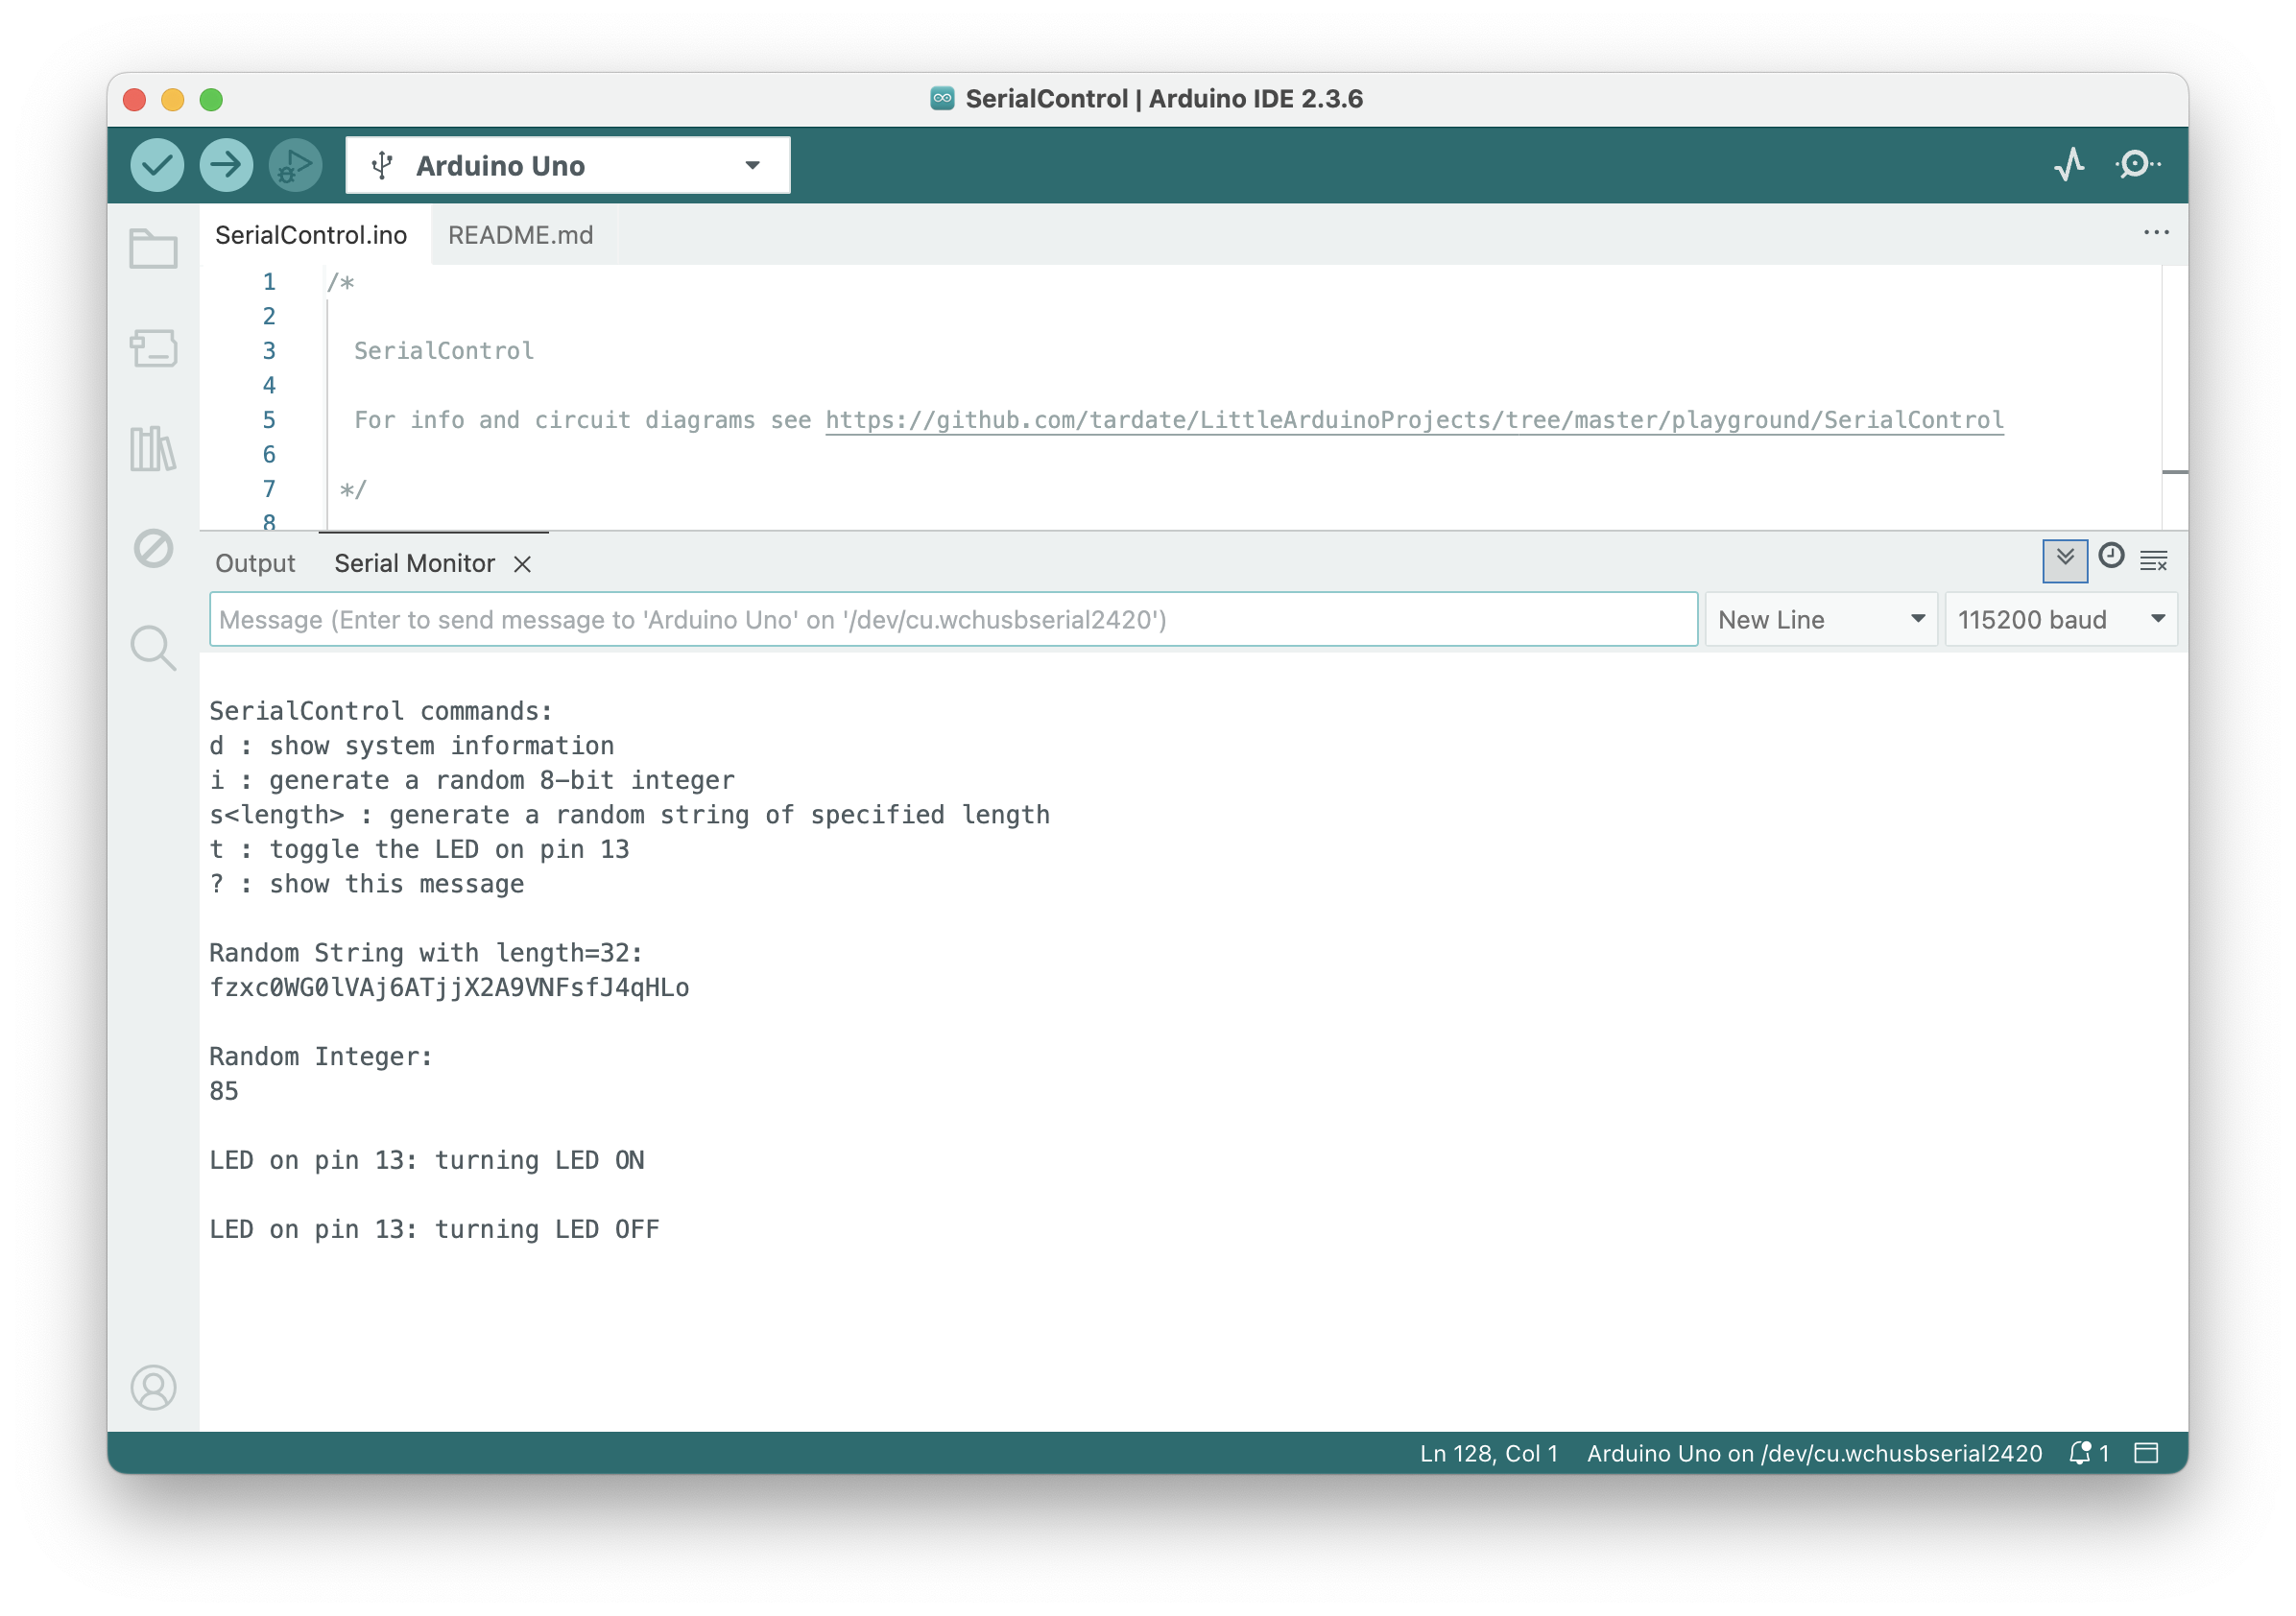 SerialControl | Arduino IDE 2.3.6
Arduino Uno
SerialControl.ino README.md ...
1 /*
2
3 SerialControl
4
5 For info and circuit diagrams see https://github.com/tardate/LittleArduinoProjects/tree/master/playground/SerialControl
6
7 */
8
Output Serial Monitor
Message (Enter to send message to 'Arduino Uno' on '/dev/cu.wchusbserial2420') New Line 115200 baud
SerialControl commands:
d : show system information
i : generate a random 8-bit integer
s<length> : generate a random string of specified length
t : toggle the LED on pin 13
? : show this message
Random String with length=32:
fzxc0WG0lVAj6ATjjX2A9VNFsfJ4qHLo
Random Integer:
85
LED on pin 13: turning LED ON
LED on pin 13: turning LED OFF
Ln 128, Col 1 Arduino Uno on /dev/cu.wchusbserial2420 1